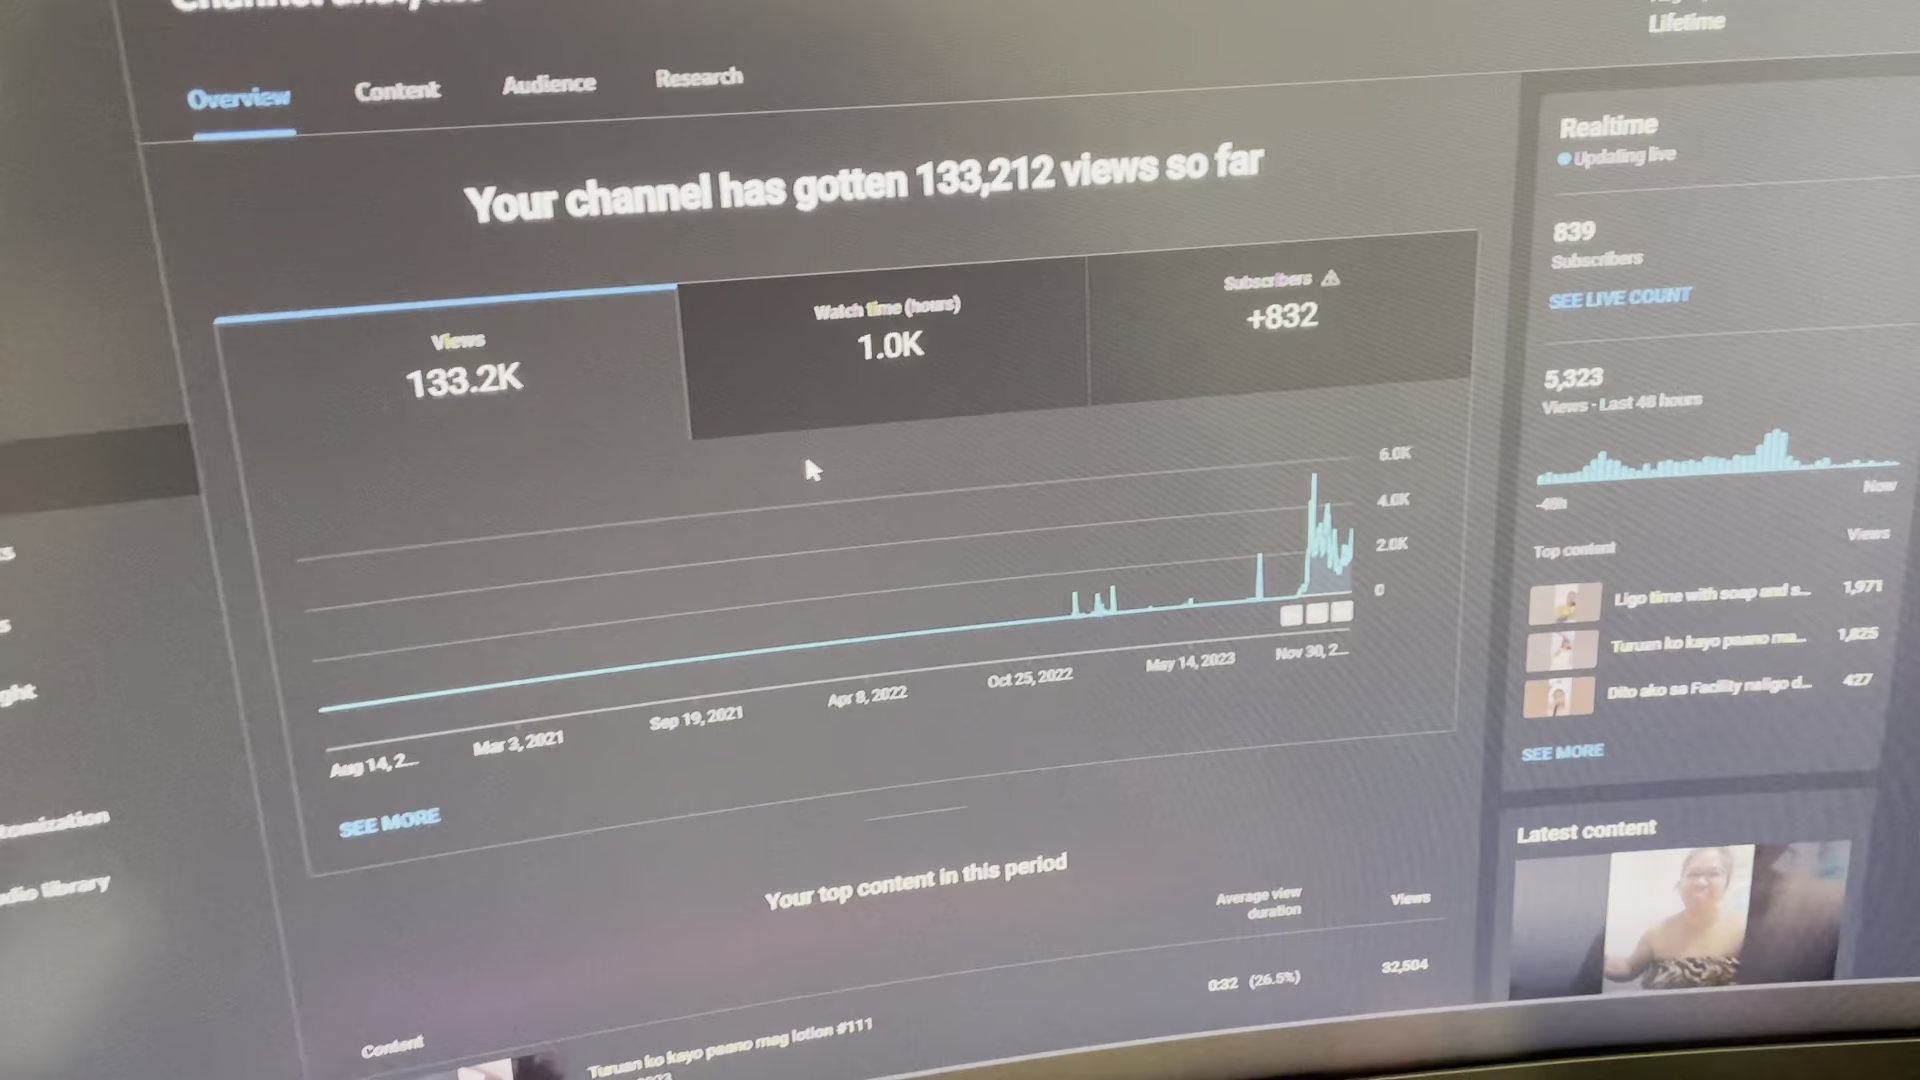 Channel analytics
Lifetime
Overview
Content
Audience
Research
Your channel has gotten 133,212 views so far
Views
133.2K
Watch time (hours)
1.0K
Subscribers
+832
6.0K
4.0K
2.0K
0
Aug 14, 2...
Mar 3, 2021
Sep 19, 2021
Apr 8, 2022
Oct 25, 2022
May 14, 2023
Nov 30, 2...
SEE MORE
Your top content in this period
Average view
duration
Views
Content
Turuan ko kayo paano mag lotion #111
0:32 (26.5%)
32,504
Realtime
Updating live
839
Subscribers
SEE LIVE COUNT
5,323
Views · Last 48 hours
-48h
Now
Top content
Views
Ligo time with soap and s...
1,971
Turuan ko kayo paano ma...
1,825
Dito ako sa Facility naligo d...
427
SEE MORE
Latest content